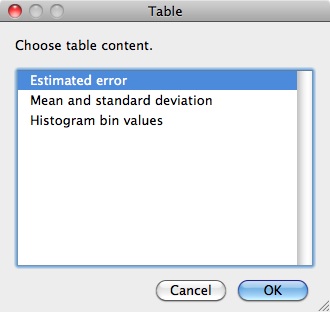 Table
Choose table content.
Estimated error
Mean and standard deviation
Histogram bin values
Cancel
OK